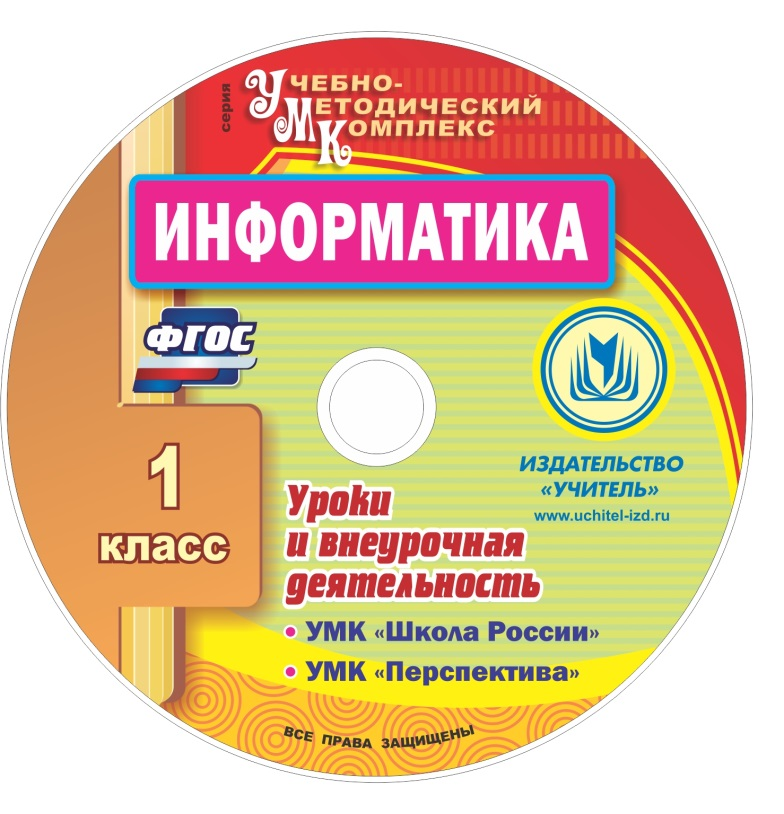 серия
УЧЕБНО-
МЕТОДИЧЕСКИЙ
КОМПЛЕКС
ИНФОРМАТИКА
ФГОС
1
класс
ИЗДАТЕЛЬСТВО
«УЧИТЕЛЬ»
www.uchitel-izd.ru
Уроки
и внеурочная
деятельность
• УМК «Школа России»
• УМК «Перспектива»
ВСЕ ПРАВА ЗАЩИЩЕНЫ